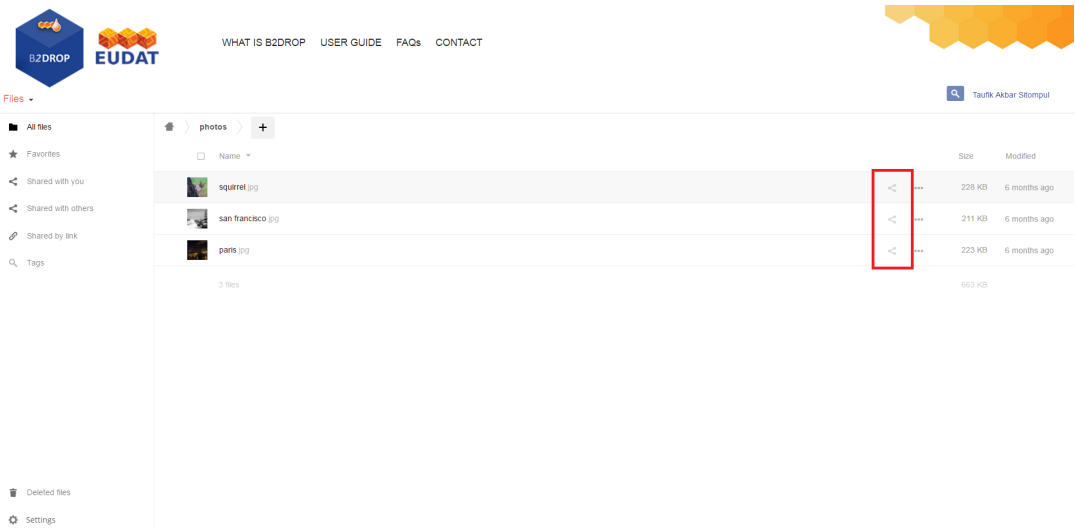 B2DROP
EUDAT
WHAT IS B2DROP USER GUIDE FAQs CONTACT
Files
Taufik Akbar Sitompul
All files
photos
+
Favorites
Name
Size Modified
Shared with you
squirrel.jpg
228 KB 6 months ago
Shared with others
san francisco.jpg
211 KB 6 months ago
Shared by link
paris.jpg
223 KB 6 months ago
Tags
3 files
663 KB
Deleted files
Settings